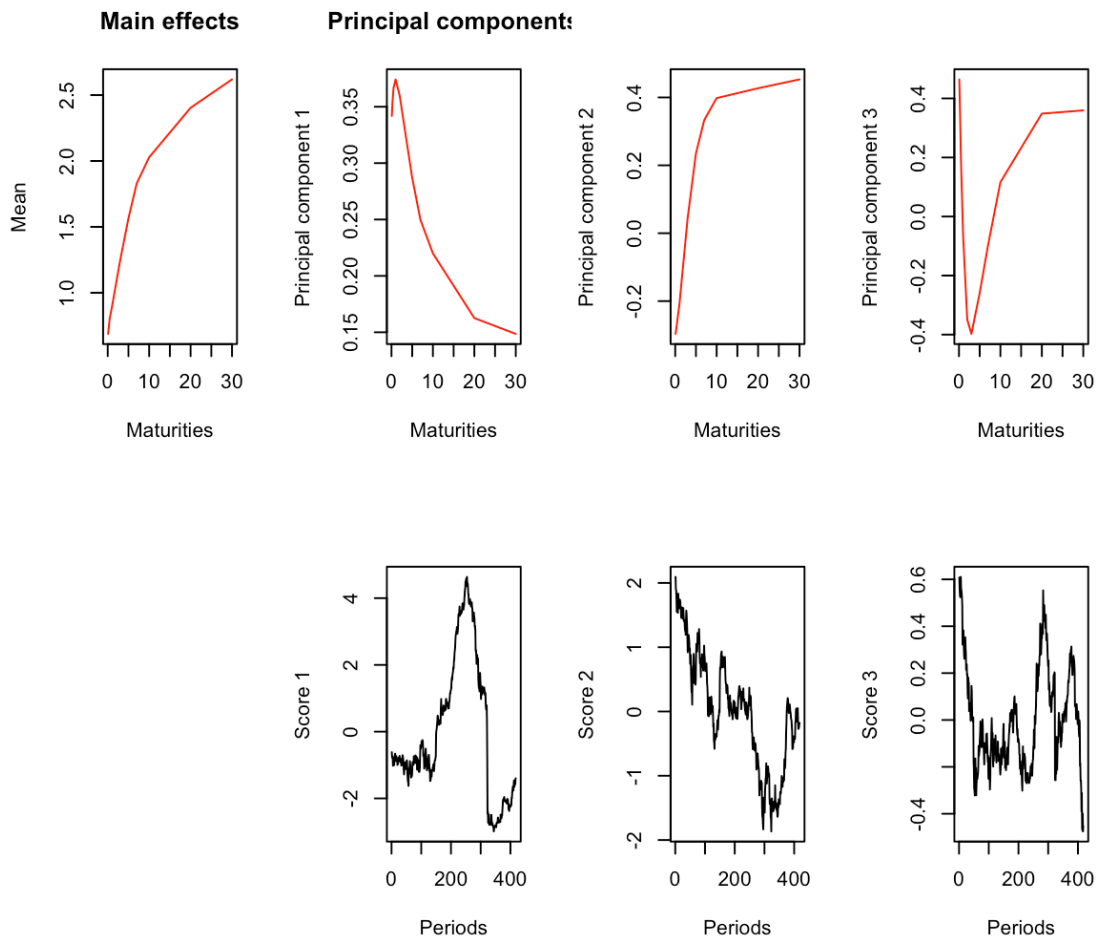 Main effects
Principal components
Mean
1.0 1.5 2.0 2.5
0 10 20 30
Maturities
Principal component 1
0.15 0.20 0.25 0.30 0.35
0 10 20 30
Maturities
Principal component 2
-0.2 0.0 0.2 0.4
0 10 20 30
Maturities
Principal component 3
-0.4 -0.2 0.0 0.2 0.4
0 10 20 30
Maturities
Score 1
-2 0 2 4
0 200 400
Periods
Score 2
-2 -1 0 1 2
0 200 400
Periods
Score 3
-0.4 0.0 0.2 0.4 0.6
0 200 400
Periods